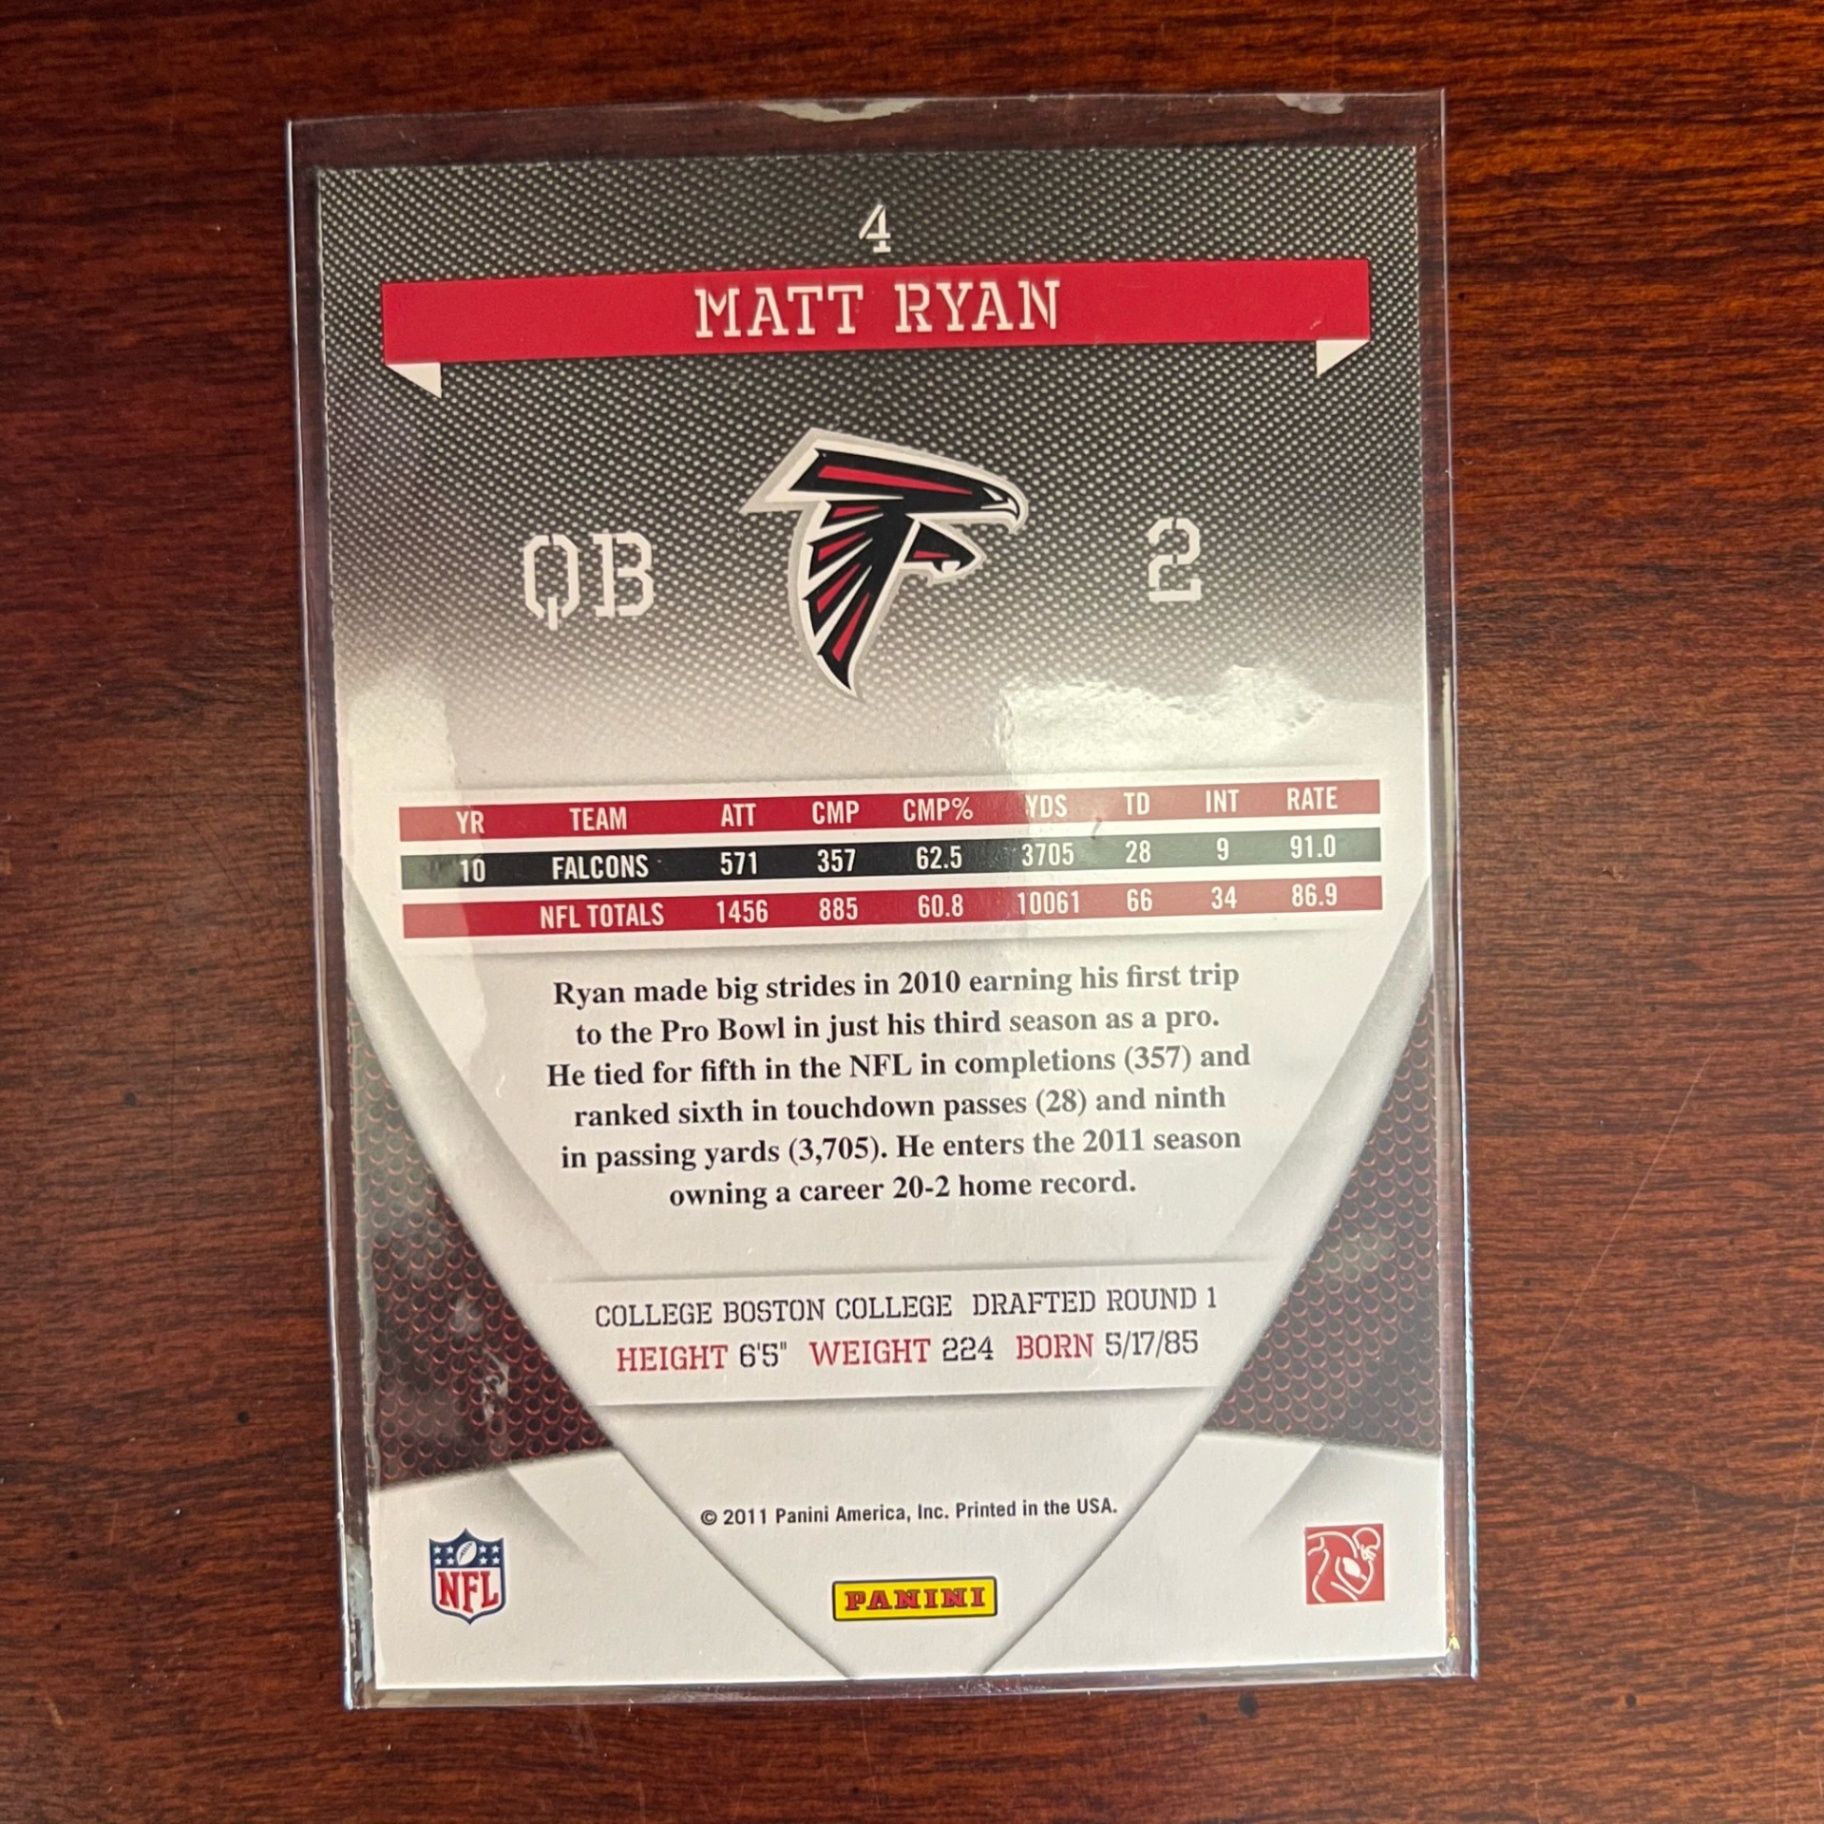 4
MATT RYAN
QB 2
YR TEAM ATT CMP CMP% YDS TD INT RATE
10 FALCONS 571 357 62.5 3705 28 9 91.0
NFL TOTALS 1456 885 60.8 10061 66 34 86.9
Ryan made big strides in 2010 earning his first trip
to the Pro Bowl in just his third season as a pro.
He tied for fifth in the NFL in completions (357) and
ranked sixth in touchdown passes (28) and ninth
in passing yards (3,705). He enters the 2011 season
owning a career 20-2 home record.
COLLEGE BOSTON COLLEGE DRAFTED ROUND 1
HEIGHT 6'5" WEIGHT 224 BORN 5/17/85
© 2011 Panini America, Inc. Printed in the USA.
NFL
PANINI